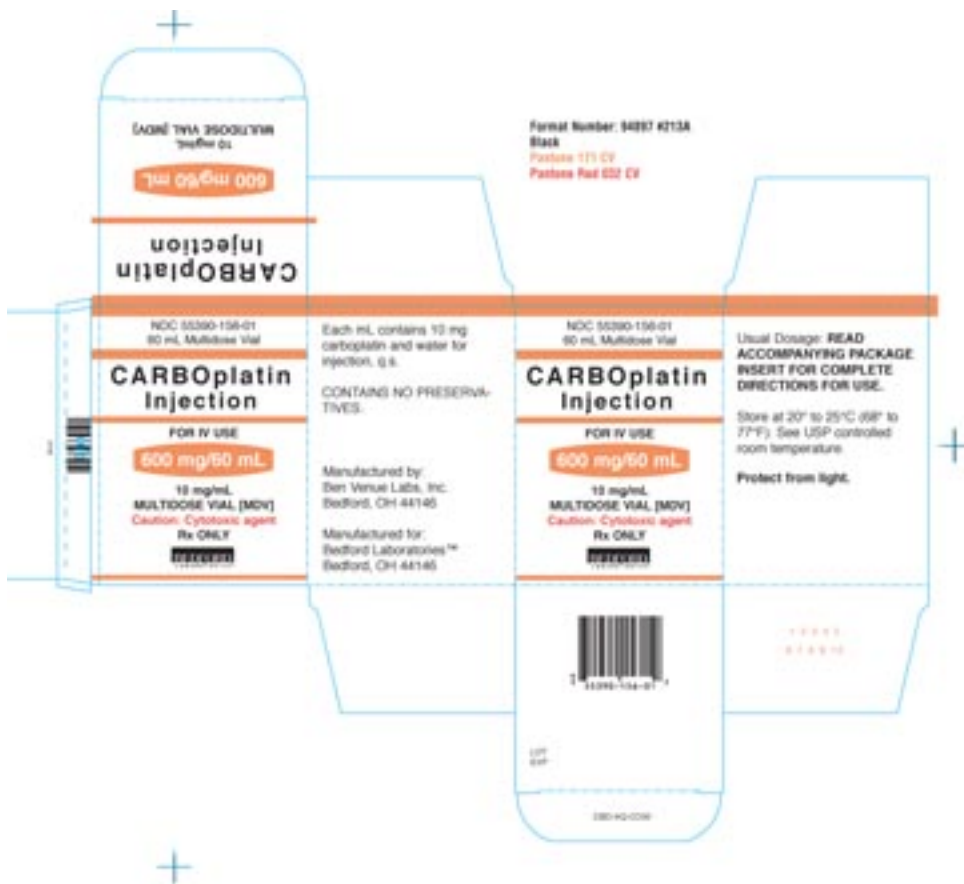 Format Number: 94897 #213A
Black
Pantone 171 CV
Pantone Red 032 CV
10 mg/mL
MULTIDOSE VIAL [MDV]
600 mg/60 mL
CARBOplatin
Injection
NDC 55390-156-01
60 mL Multidose Vial
CARBOplatin
Injection
FOR IV USE
600 mg/60 mL
10 mg/mL
MULTIDOSE VIAL [MDV]
Caution: Cytotoxic agent
Rx ONLY
Each mL contains 10 mg
carboplatin and water for
injection, q.s.
CONTAINS NO PRESERVA-
TIVES.
Manufactured by:
Ben Venue Labs, Inc.
Bedford, OH 44146
Manufactured for:
Bedford Laboratories™
Bedford, OH 44146
NDC 55390-156-01
60 mL Multidose Vial
CARBOplatin
Injection
FOR IV USE
600 mg/60 mL
10 mg/mL
MULTIDOSE VIAL [MDV]
Caution: Cytotoxic agent
Rx ONLY
Usual Dosage: READ
ACCOMPANYING PACKAGE
INSERT FOR COMPLETE
DIRECTIONS FOR USE.
Store at 20° to 25°C (68° to
77°F). See USP controlled
room temperature.
Protect from light.
55390-156-01
LOT
EXP